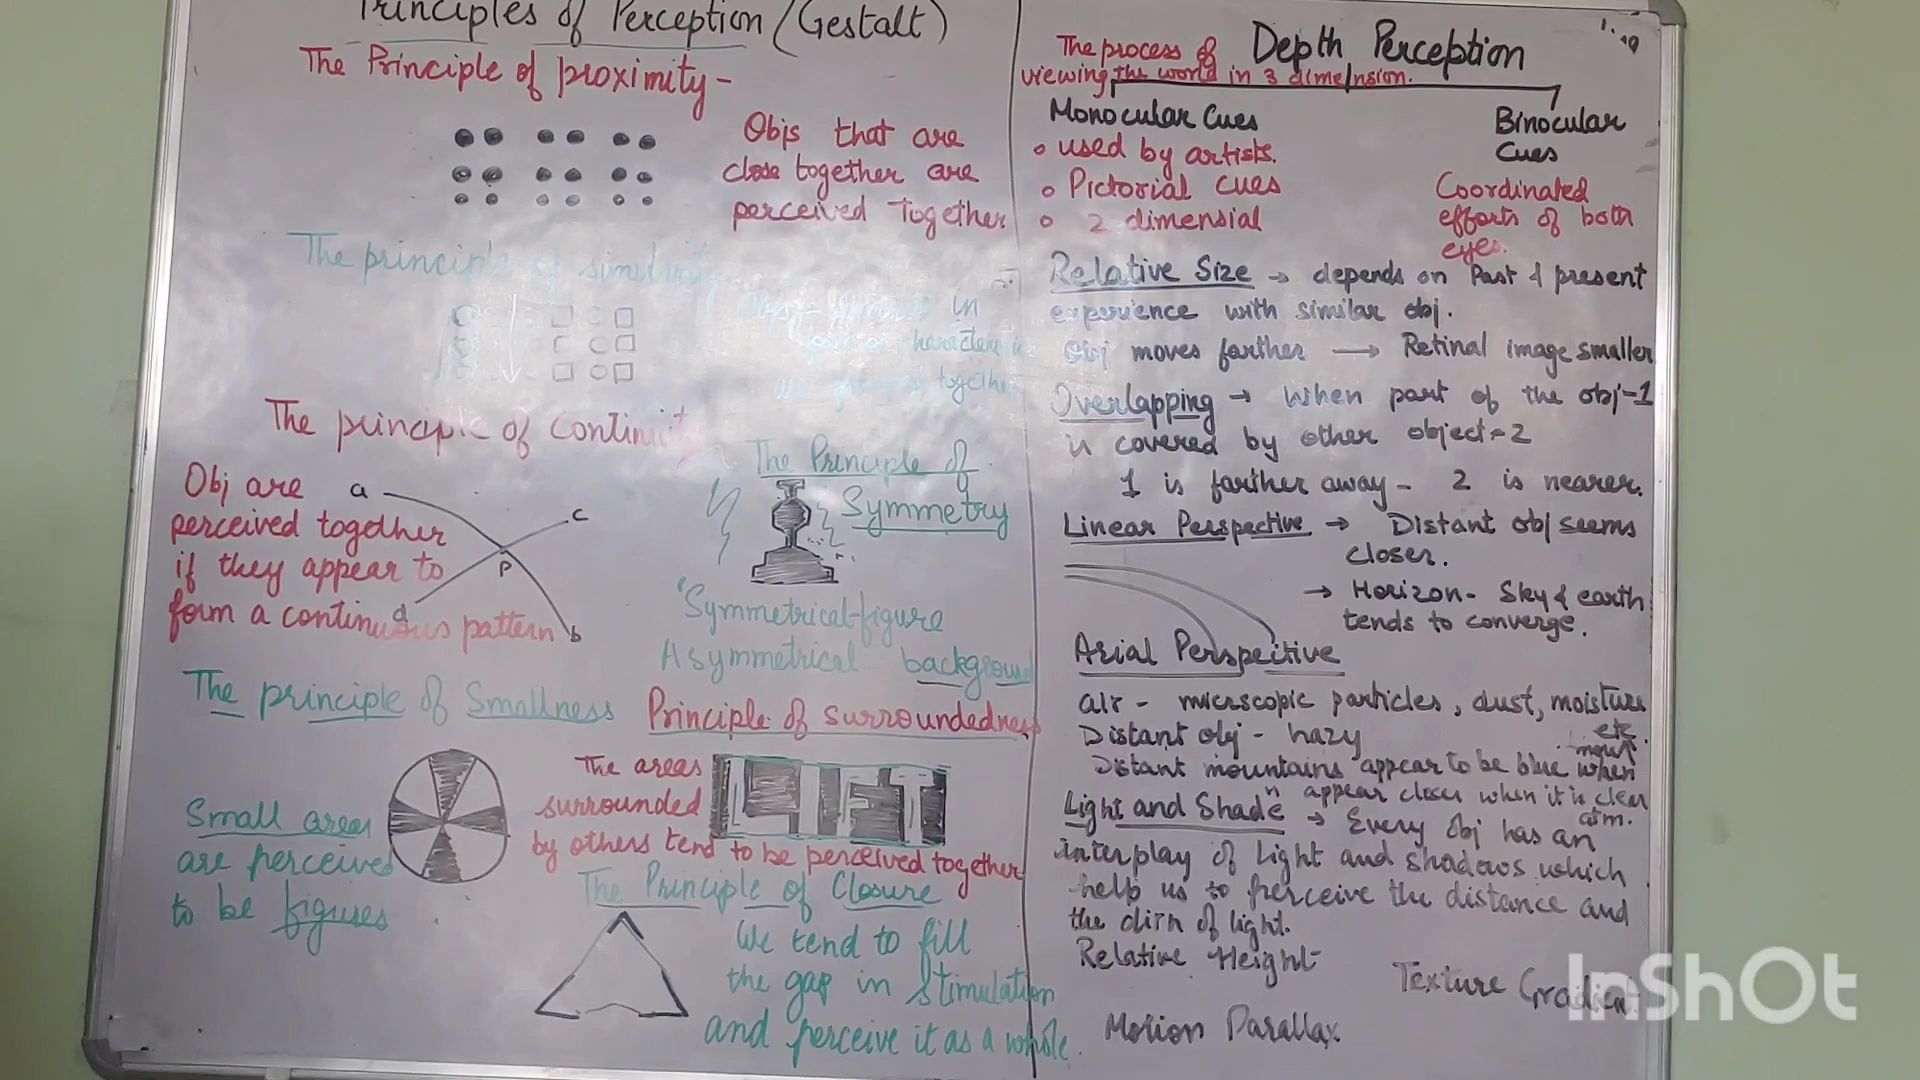 Principles of Perception (Gestalt)
The Principle of proximity-
Objs that are
close together are
perceived Together
The principle of similarity
in
together
The principle of Continuity
Obj are
perceived together
if they appear to
form a continuous pattern
a
c
P
d
b
The Principle of
Symmetry
Symmetrical-figure
Asymmetrical background
The principle of Smallness
Small areas
are perceived
to be figures
Principle of surroundedness
The areas
surrounded
by others tend to be perceived together
LIFT
The Principle of Closure
We tend to fill
the gap in Stimulation
and perceive it as a whole.
The process of
viewing the world in 3 dimension.
Depth Perception
Monocular Cues
o used by artists.
o Pictorial cues
o 2 dimensial
Binocular
Cues
Coordinated
efforts of both
eyes.
Relative Size → depends on Past & present
experience with similar obj.
Obj moves farther → Retinal image smaller
Overlapping → When part of the obj-1
is covered by other object-2
1 is farther away- 2 is nearer.
Linear Perspective → Distant obj seems
closer.
→ Horizon- Sky & earth
tends to converge.
Arial Perspective
air - micrscopic particles, dust, moisture
etc.
Distant obj - hazy
Distant mountains appear to be blue when
appear closer when it is clear
atm.
Light and Shade → Every obj has an
interplay of Light and shadows which
help us to perceive the distance and
the dirn of light.
Relative Height-
Texture Gradient.
Motion Parallax.
InShOt